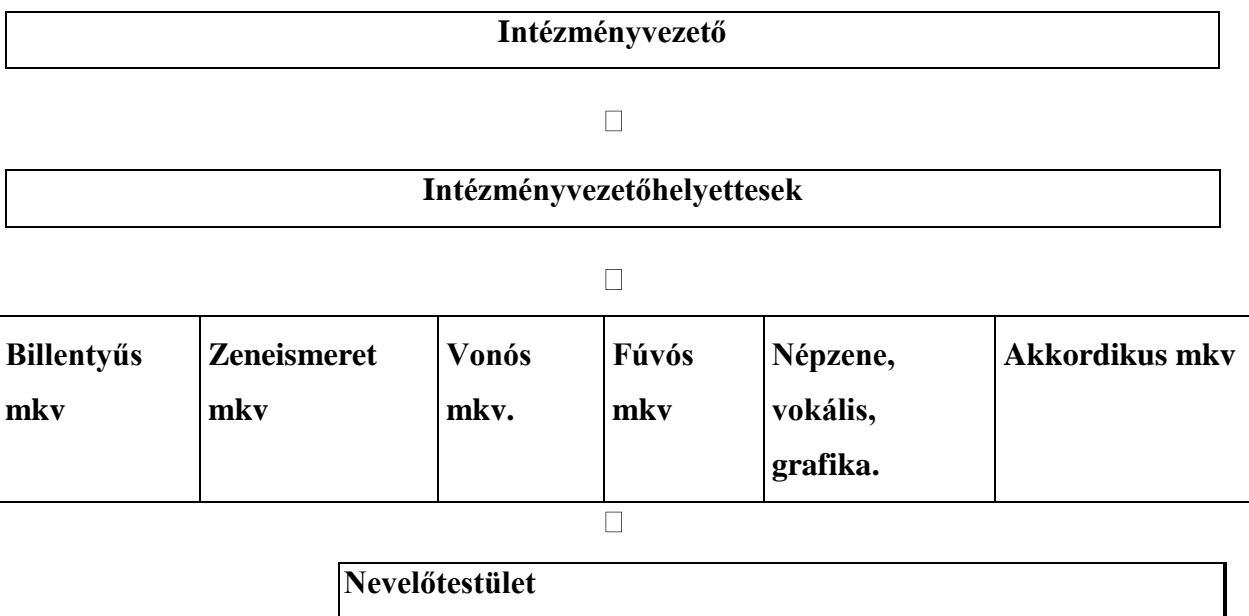 Intézményvezető
Intézményvezetőhelyettesek
Billentyűs
mkv
Zeneismeret
mkv
Vonós
mkv.
Fúvós
mkv
Népzene,
vokális,
grafika.
Akkordikus mkv
Nevelőtestület